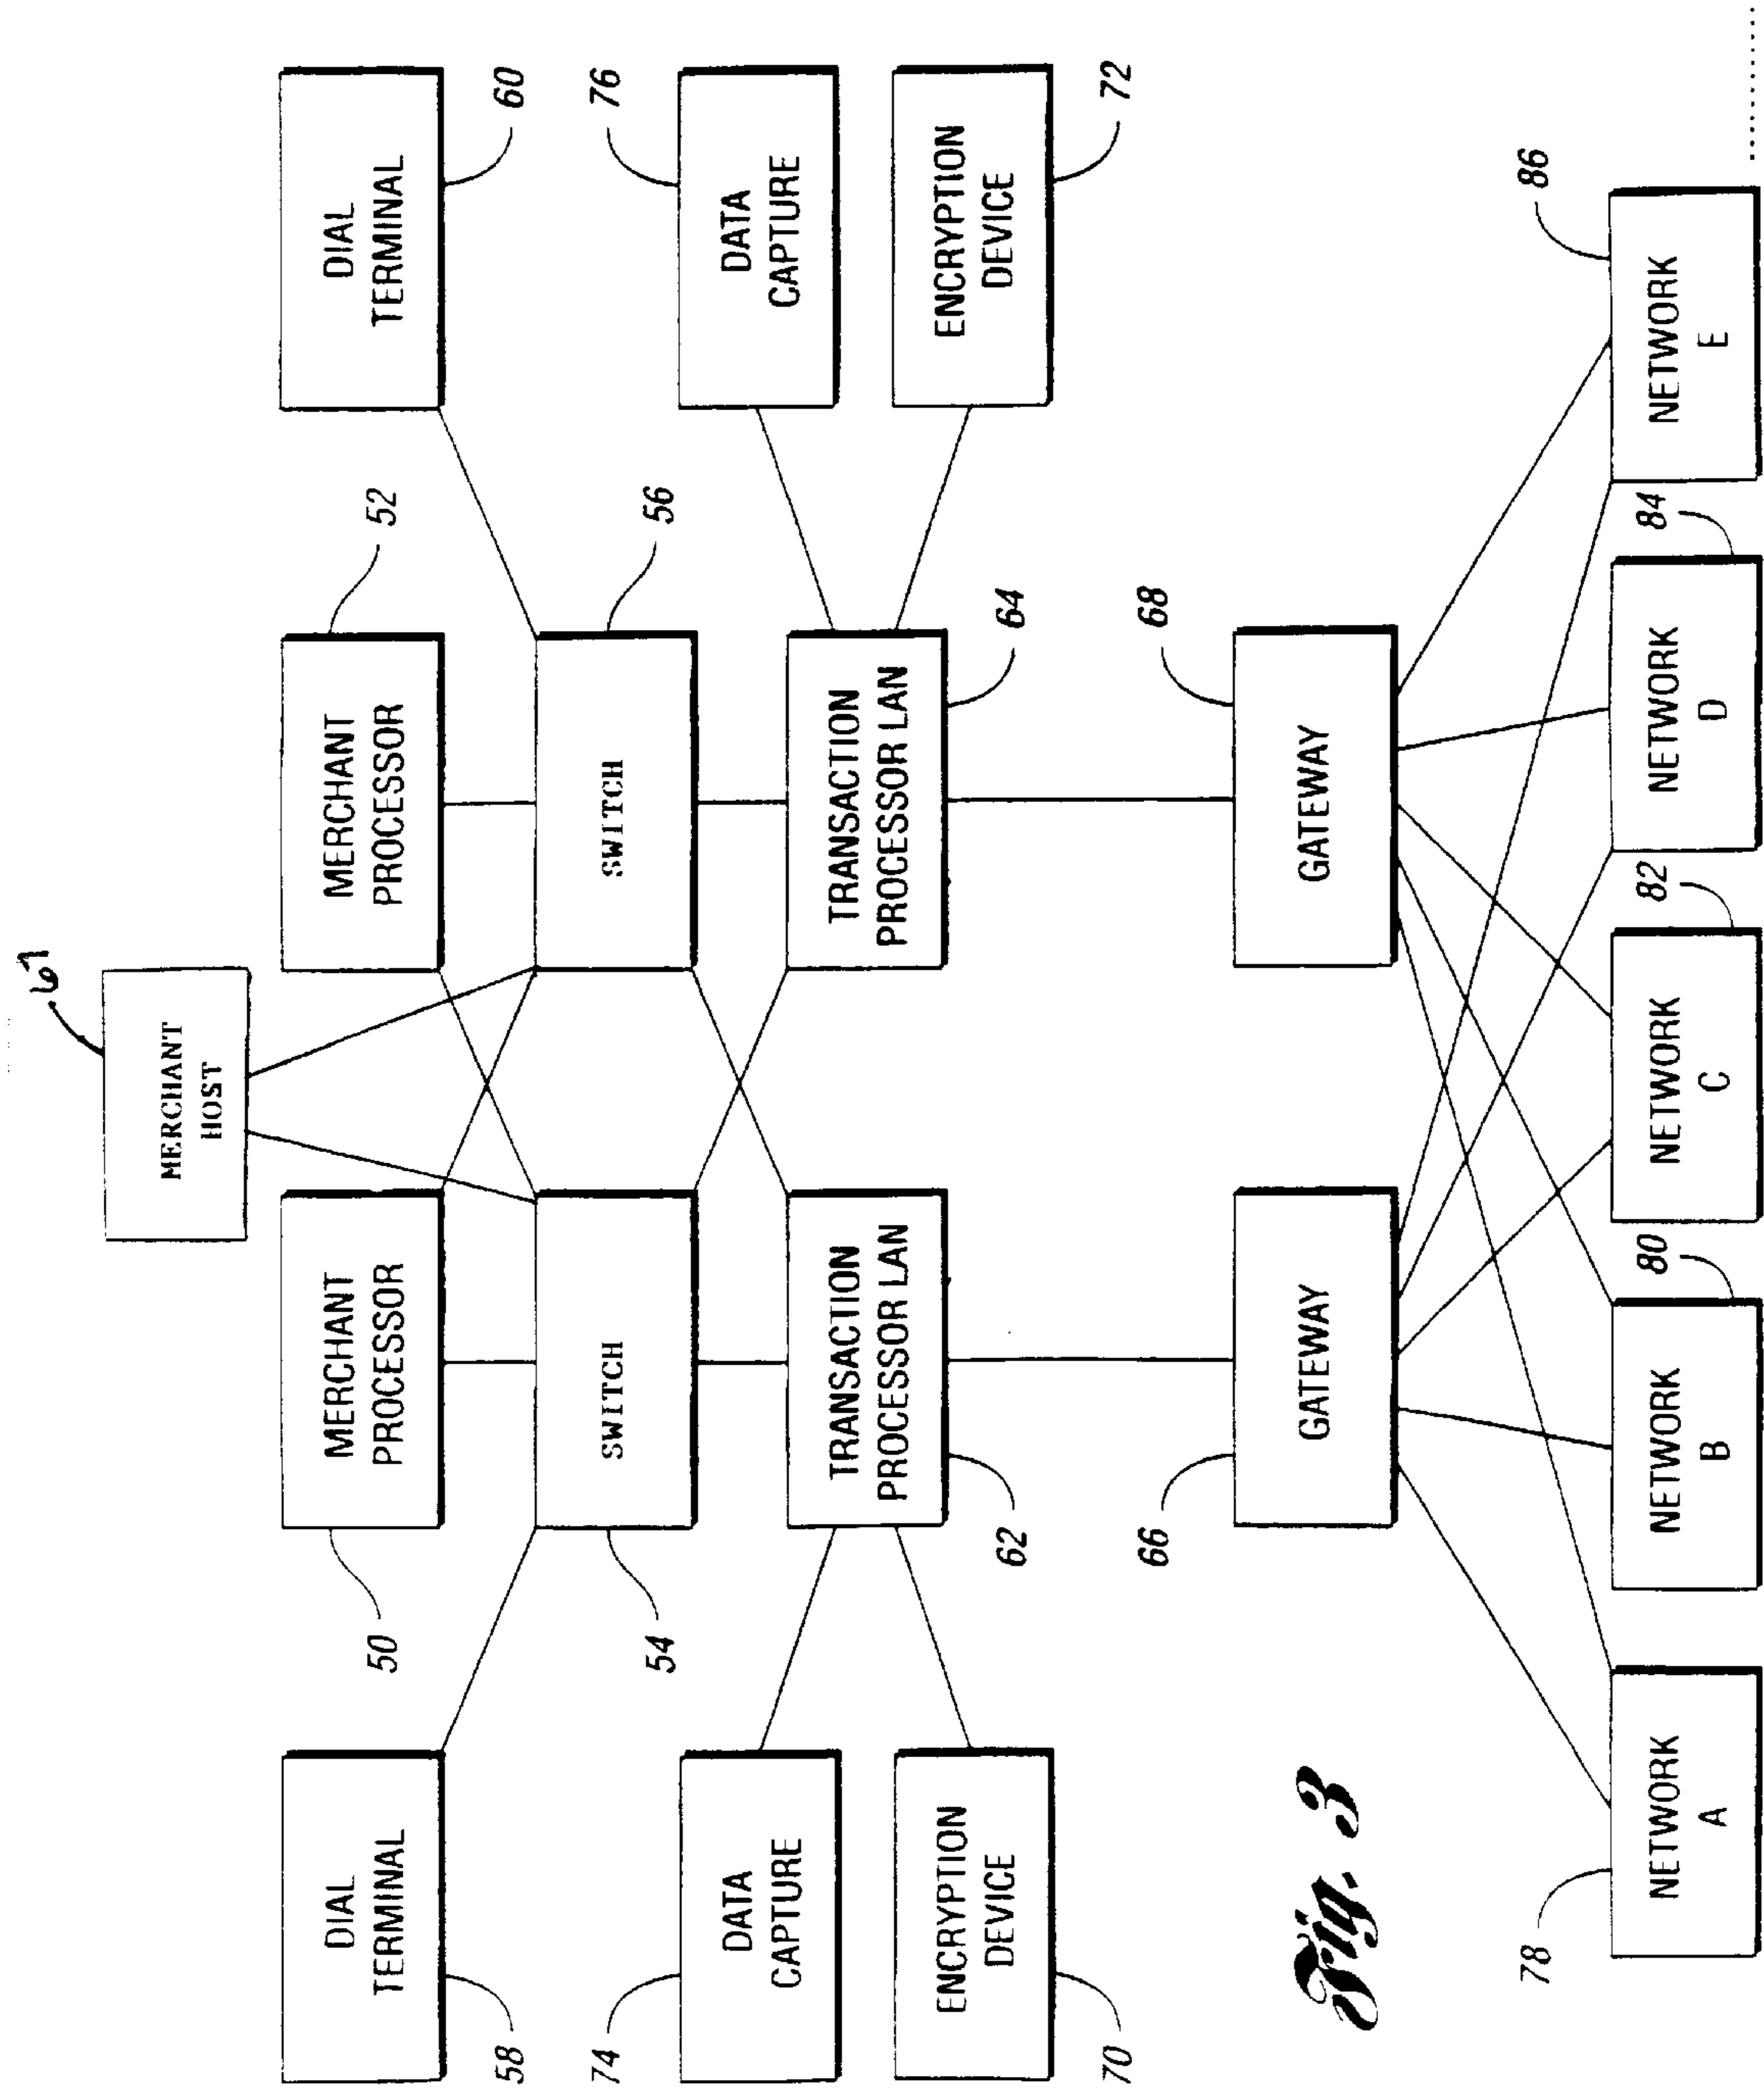 MERCHANT
HOST
DIAL
TERMINAL
58
50
MERCHANT
PROCESSOR
MERCHANT
PROCESSOR
52
DIAL
TERMINAL
60
54
SWITCH
SWITCH
56
74
DATA
CAPTURE
62
TRANSACTION
PROCESSOR LAN
TRANSACTION
PROCESSOR LAN
64
DATA
CAPTURE
76
70
ENCRYPTION
DEVICE
ENCRYPTION
DEVICE
72
66
GATEWAY
GATEWAY
68
Fig. 3
78
NETWORK
A
80
NETWORK
B
82
NETWORK
C
84
NETWORK
D
86
NETWORK
E